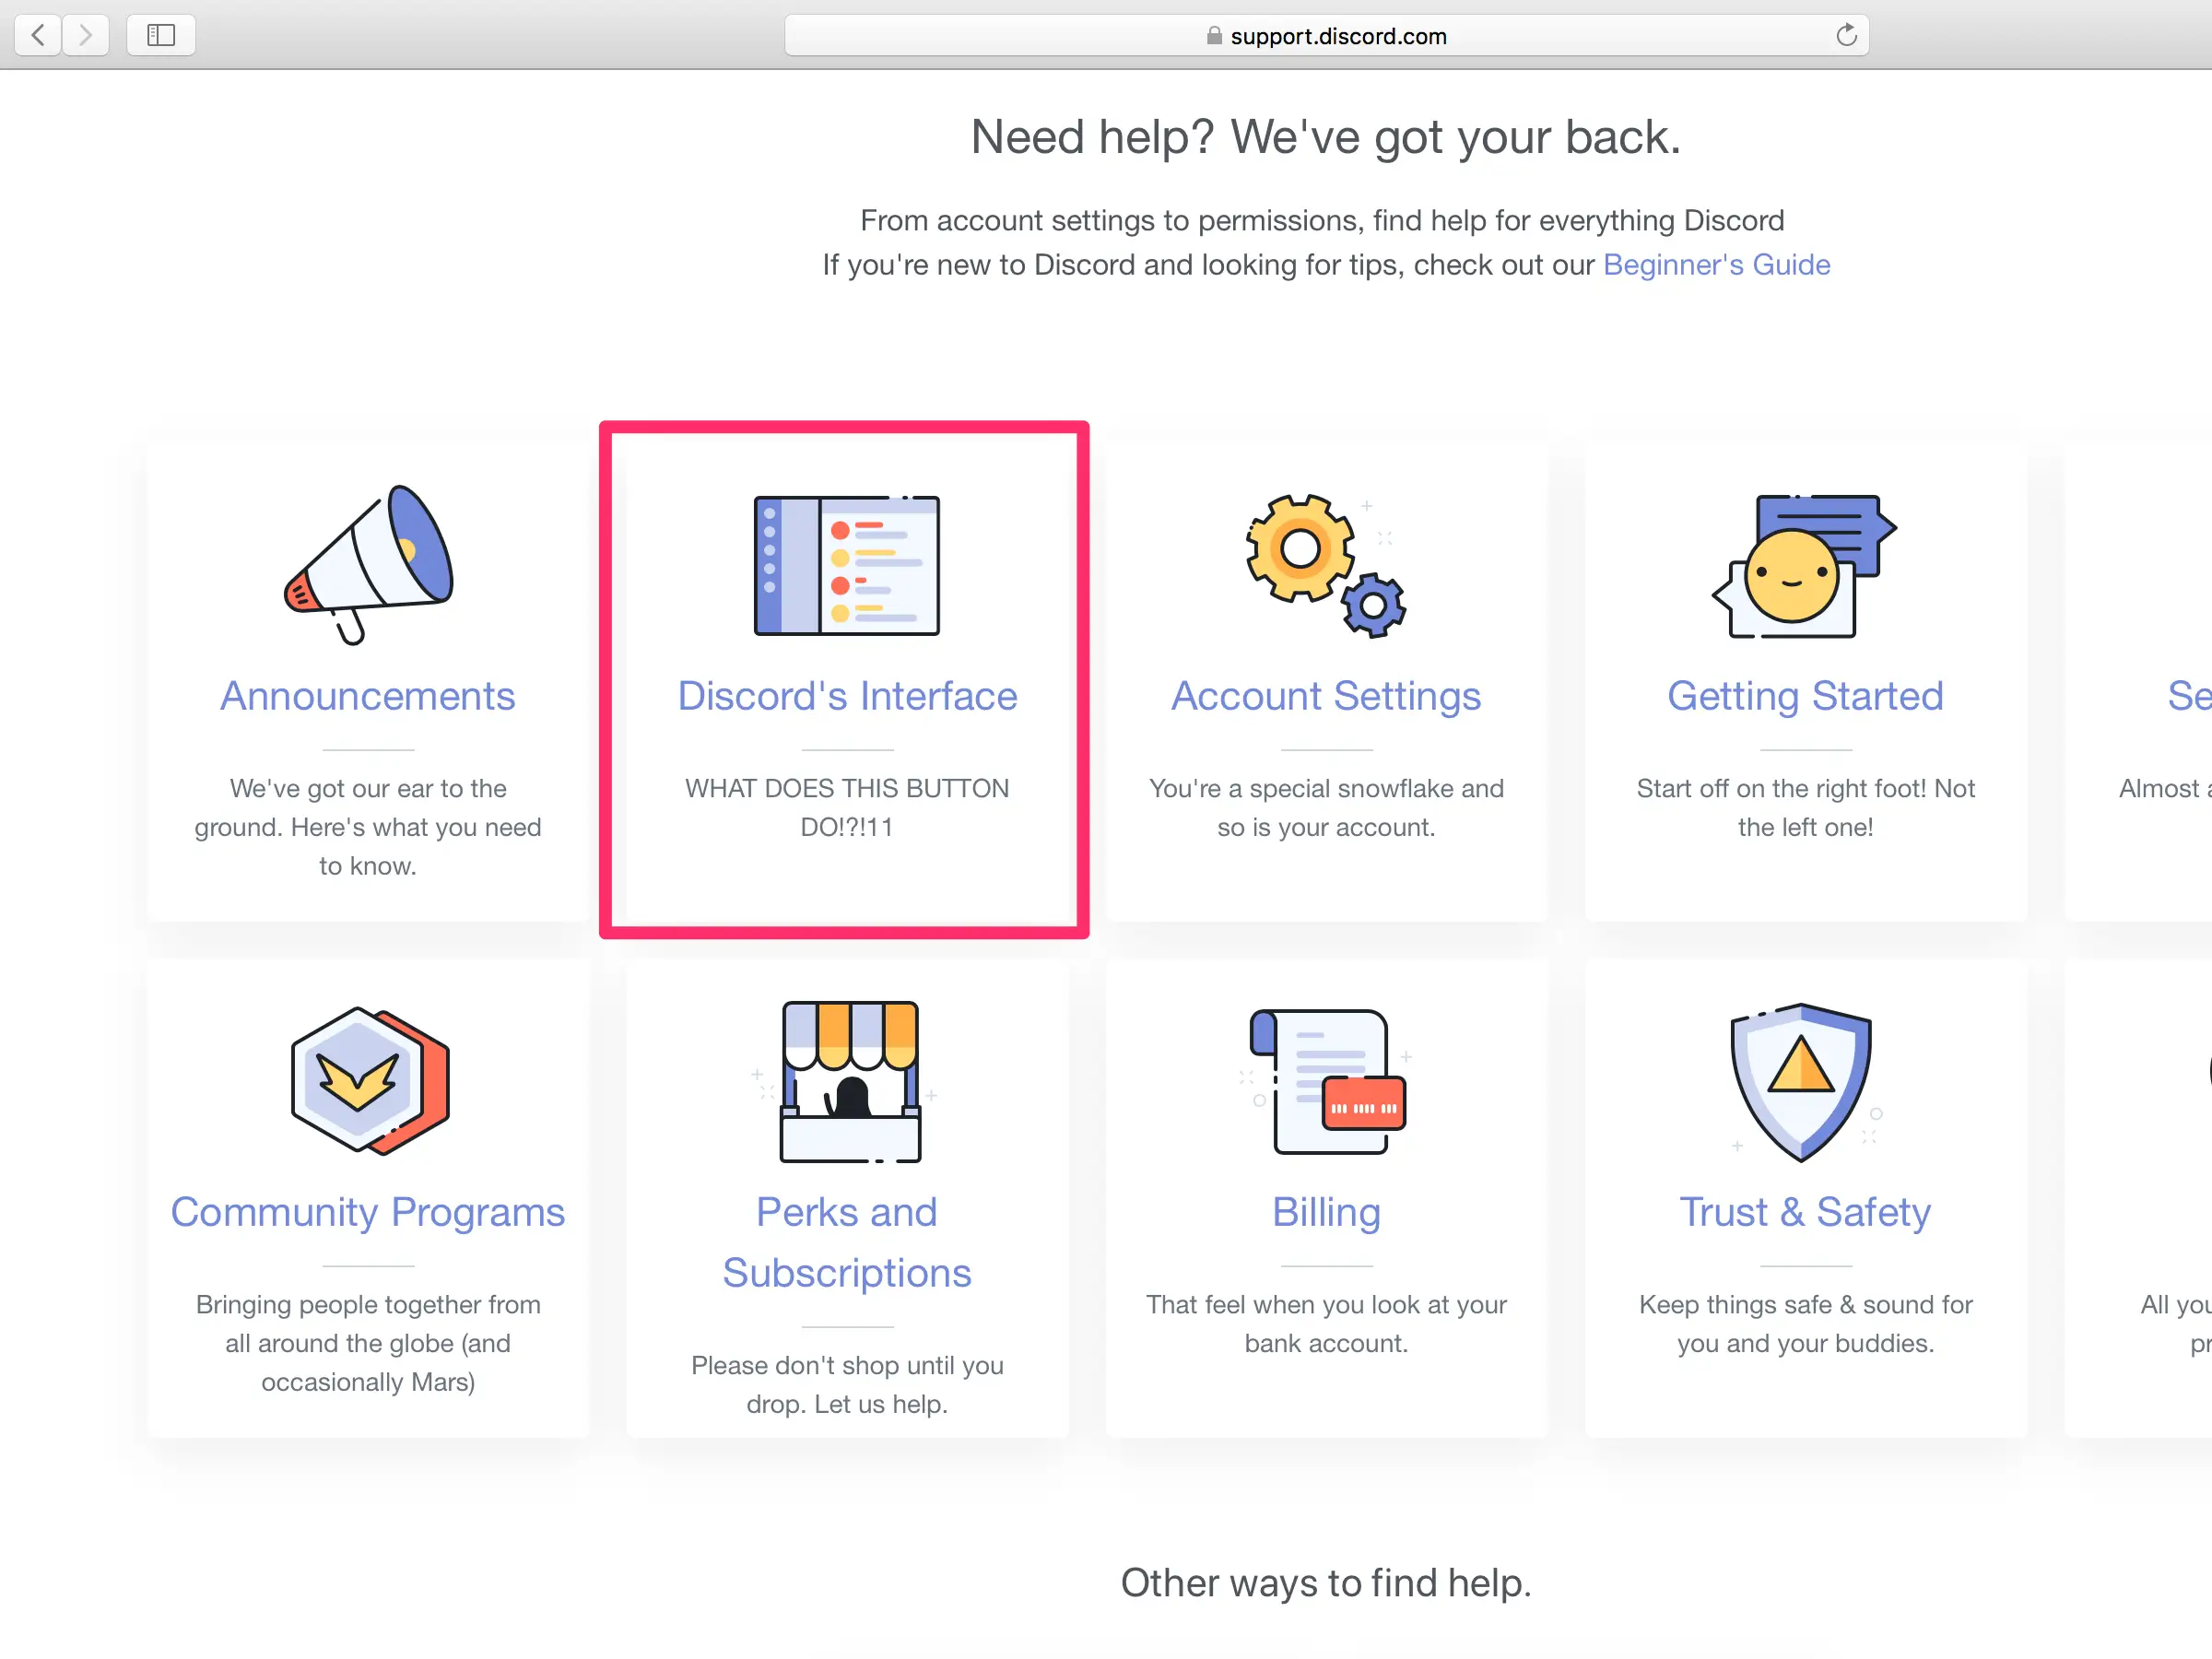 support.discord.com
Need help? We've got your back.
From account settings to permissions, find help for everything Discord
If you're new to Discord and looking for tips, check out our Beginner's Guide
Announcements
We've got our ear to the
ground. Here's what you need
to know.
Discord's Interface
WHAT DOES THIS BUTTON
DO!?!11
Account Settings
You're a special snowflake and
so is your account.
Getting Started
Start off on the right foot! Not
the left one!
Se
Almost
Community Programs
Bringing people together from
all around the globe (and
occasionally Mars)
Perks and
Subscriptions
Please don't shop until you
drop. Let us help.
Billing
That feel when you look at your
bank account.
Trust & Safety
Keep things safe & sound for
you and your buddies.
All you
pr
Other ways to find help.